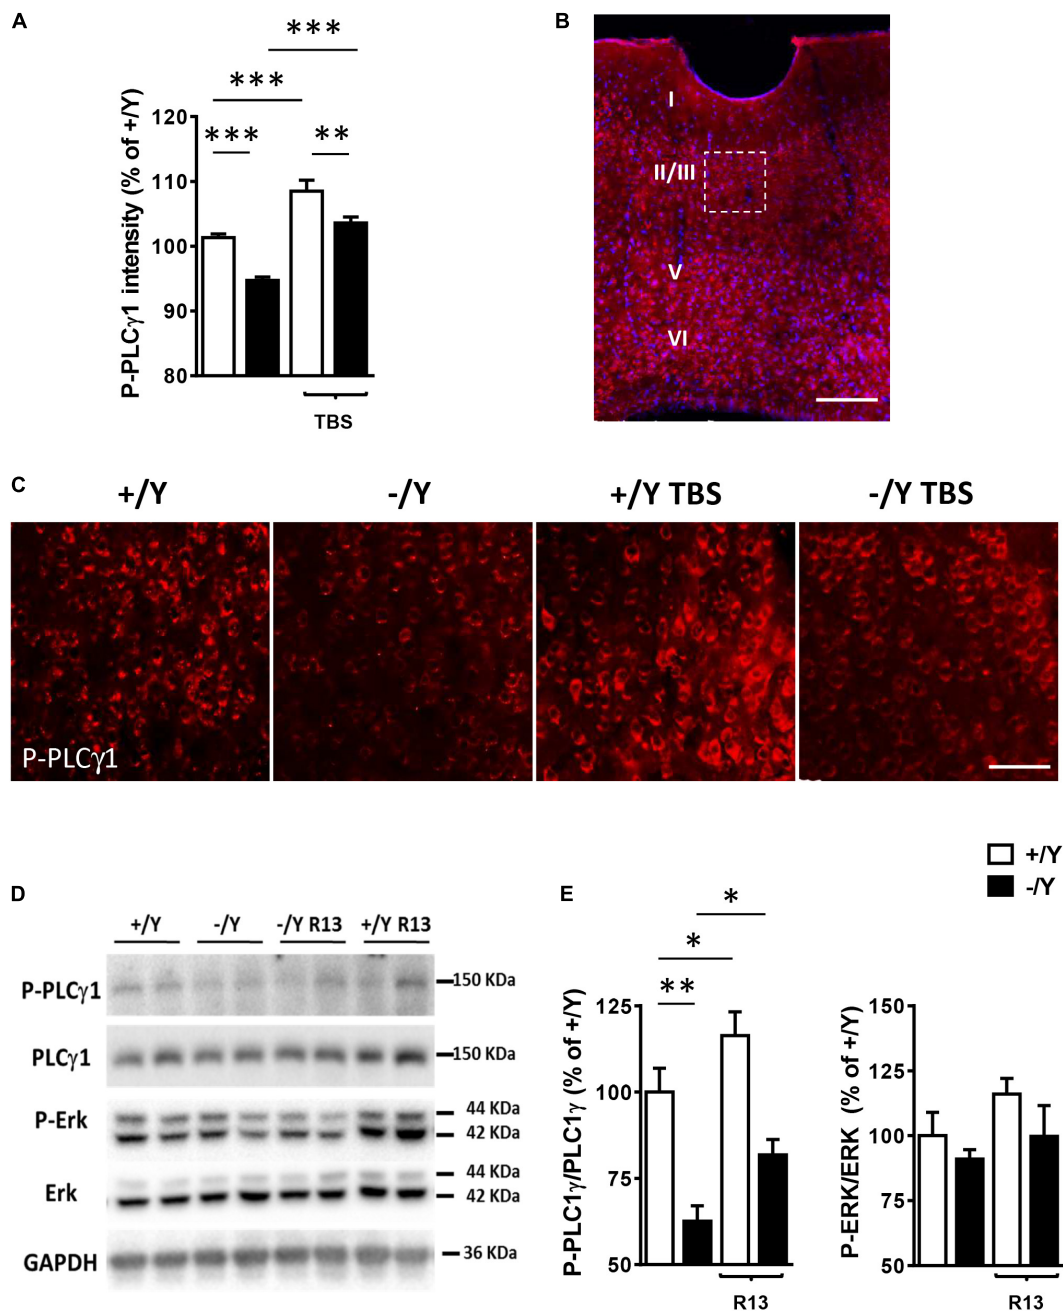 A
B
***
***
***
**
P-PLCγ1 intensity (% of +/Y)
120
110
100
90
80
TBS
I
II/III
V
VI
C
+/Y
-/Y
+/Y TBS
-/Y TBS
P-PLCγ1
+/Y
-/Y
D
E
+/Y
-/Y
-/Y R13
+/Y R13
P-PLCγ1
150 KDa
PLCγ1
150 KDa
P-Erk
44 KDa
42 KDa
Erk
44 KDa
42 KDa
GAPDH
36 KDa
*
*
**
P-PLC1γ/PLC1γ (% of +/Y)
125
100
75
50
R13
P-ERK/ERK (% of +/Y)
150
125
100
75
50
R13